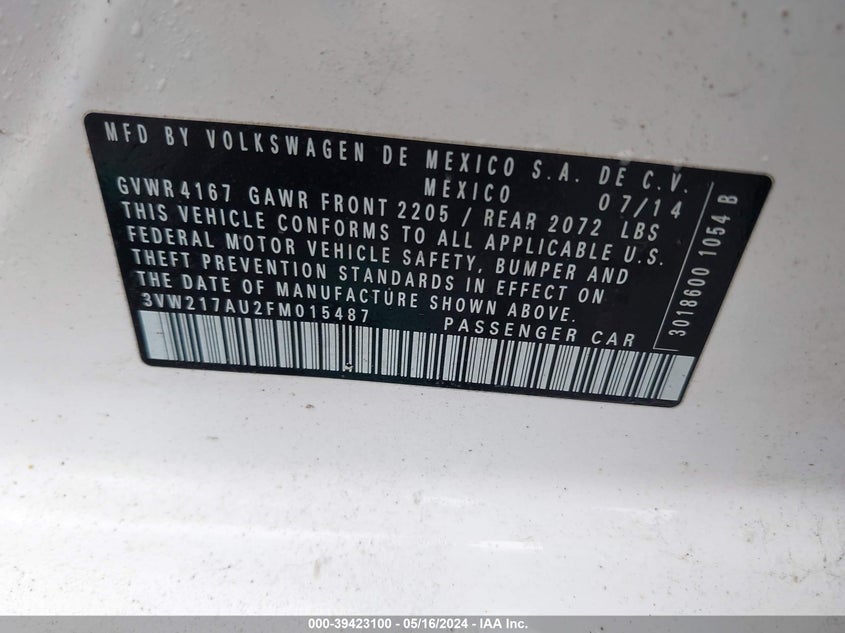 MFD BY VOLKSWAGEN DE MEXICO S.A. DE C.V.
MEXICO 07/14
GVWR 4167 GAWR FRONT 2205 / REAR 2072 LBS
THIS VEHICLE CONFORMS TO ALL APPLICABLE U.S.
FEDERAL MOTOR VEHICLE SAFETY, BUMPER AND
THEFT PREVENTION STANDARDS IN EFFECT ON
THE DATE OF MANUFACTURE SHOWN ABOVE.
3VW217AU2FM015487 PASSENGER CAR
3018600 1054 B
000-39423100 - 05/16/2024 - IAA Inc.